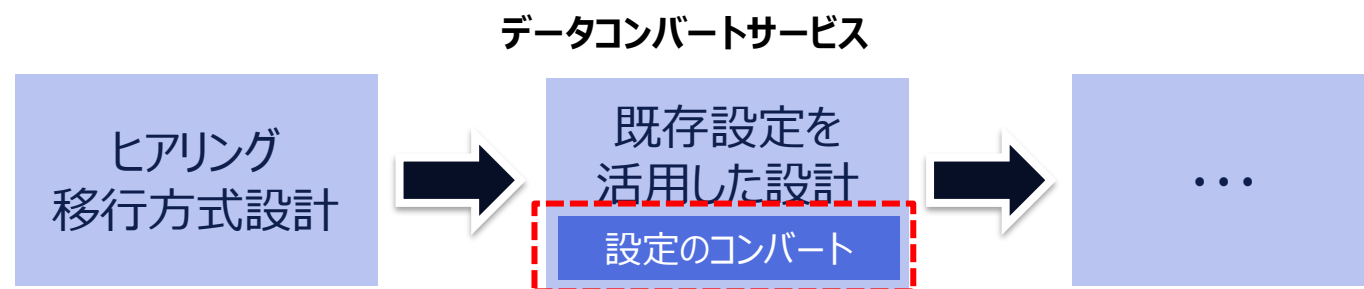 データコンバートサービス
ヒアリング
移行方式設計
既存設定を
活用した設計
設定のコンバート
・・・